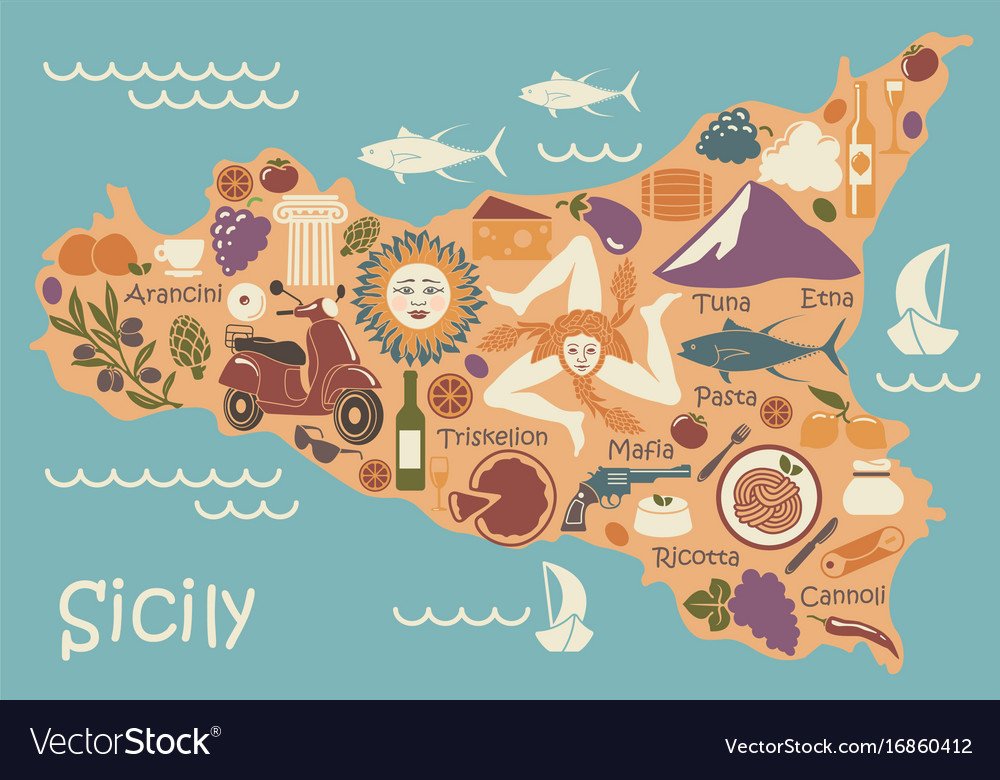 Arancini
Tuna
Etna
Pasta
Triskelion
Mafia
Ricotta
Cannoli
Sicily
VectorStock®
VectorStock.com/16860412